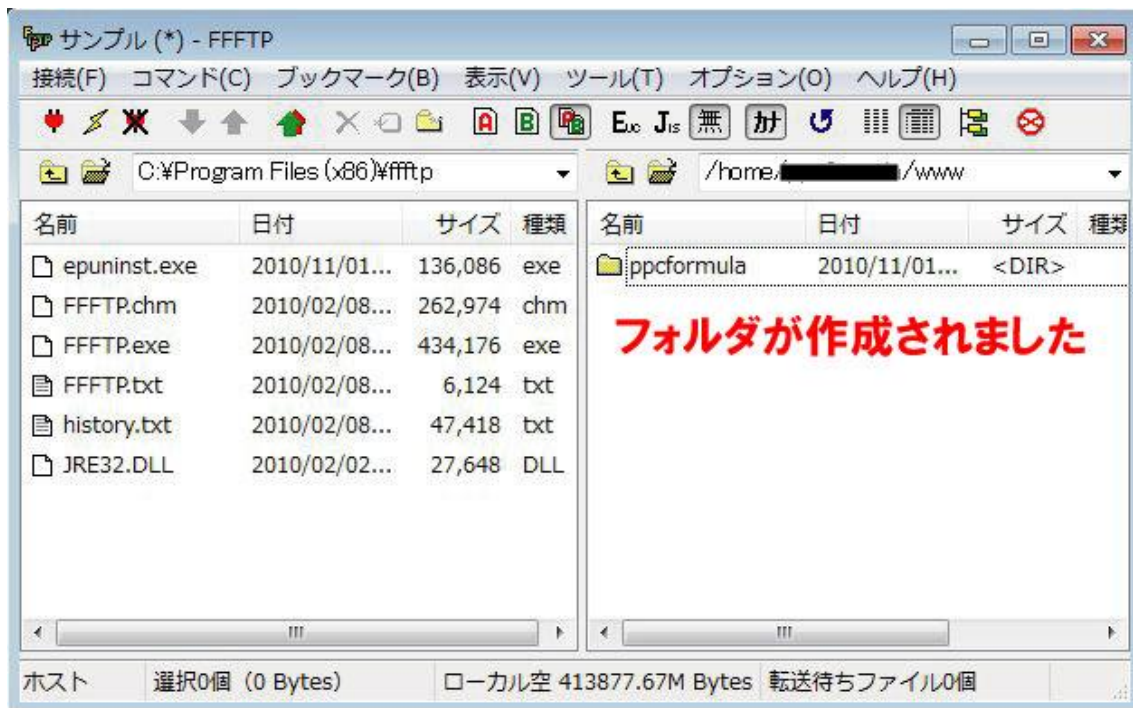 サンプル (*) - FFFTP
接続(F) コマンド(C) ブックマーク(B) 表示(V) ツール(T) オプション(O) ヘルプ(H)
A B Euc Jis 無 カナ
C:¥Program Files (x86)¥ffftp
/home/ /www
名前 日付 サイズ 種類
epuninst.exe 2010/11/01... 136,086 exe
FFFTP.chm 2010/02/08... 262,974 chm
FFFTP.exe 2010/02/08... 434,176 exe
FFFTP.txt 2010/02/08... 6,124 txt
history.txt 2010/02/08... 47,418 txt
JRE32.DLL 2010/02/02... 27,648 DLL
名前 日付 サイズ 種類
ppcformula 2010/11/01... <DIR>
フォルダが作成されました
ホスト 選択0個 (0 Bytes) ローカル空 413877.67M Bytes 転送待ちファイル0個